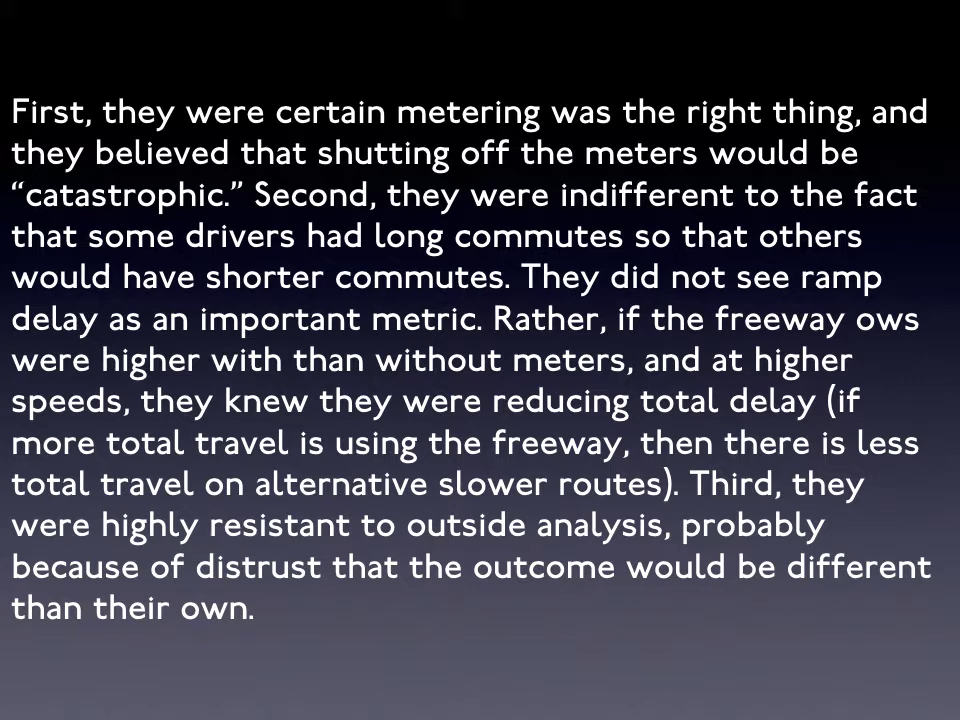 First, they were certain metering was the right thing, and
they believed that shutting off the meters would be
“catastrophic.” Second, they were indifferent to the fact
that some drivers had long commutes so that others
would have shorter commutes. They did not see ramp
delay as an important metric. Rather, if the freeway ows
were higher with than without meters, and at higher
speeds, they knew they were reducing total delay (if
more total travel is using the freeway, then there is less
total travel on alternative slower routes). Third, they
were highly resistant to outside analysis, probably
because of distrust that the outcome would be different
than their own.